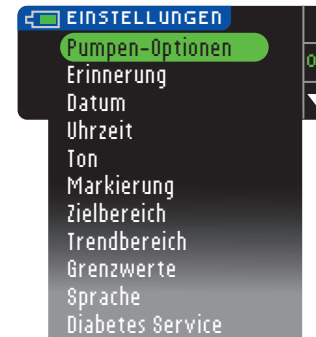 EINSTELLUNGEN
Pumpen-Optionen
Erinnerung
Datum
Uhrzeit
Ton
Markierung
Zielbereich
Trendbereich
Grenzwerte
Sprache
Diabetes Service